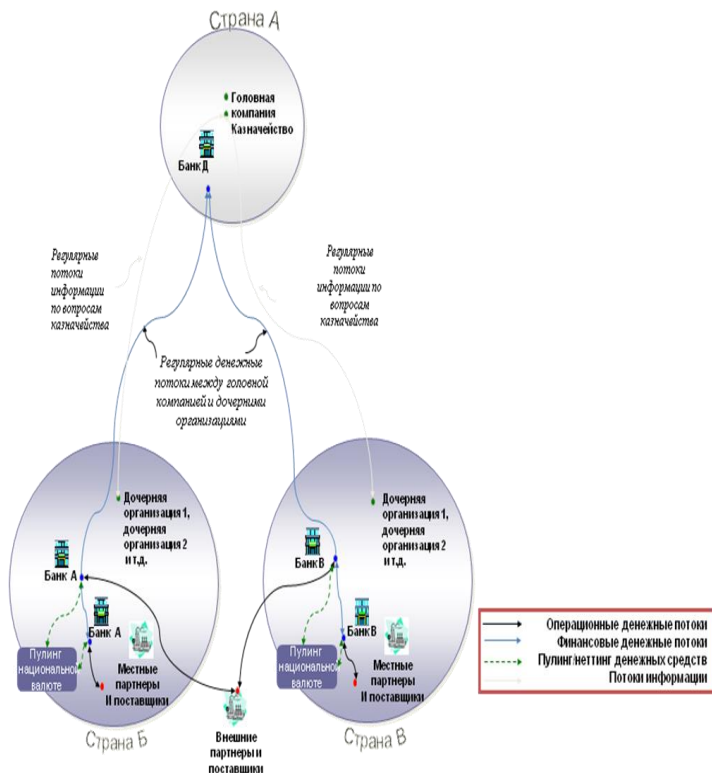 Страна А
Головная
компания
Казначейство
Банк Д
Регулярные
потоки
информации
по вопросам
казначейства
Регулярные
потоки
информации по
вопросам
казначейства
Регулярные денежные
потоки между головной
компанией и дочерними
организациями
Дочерняя
организация 1,
дочерняя
организация 2
и т.д.
Банк А
Банк А
Пулинг
национальной
валюте
Местные
партнеры
И поставщики
Страна Б
Внешние
партнеры и
поставщики
Дочерняя
организация 1,
дочерняя
организация 2
и т.д.
Банк В
Банк В
Пулинг
национальной
валюте
Местные
партнеры
И поставщики
Страна В
Операционные денежные потоки
Финансовые денежные потоки
Пулинг/неттинг денежных средств
Потоки информации